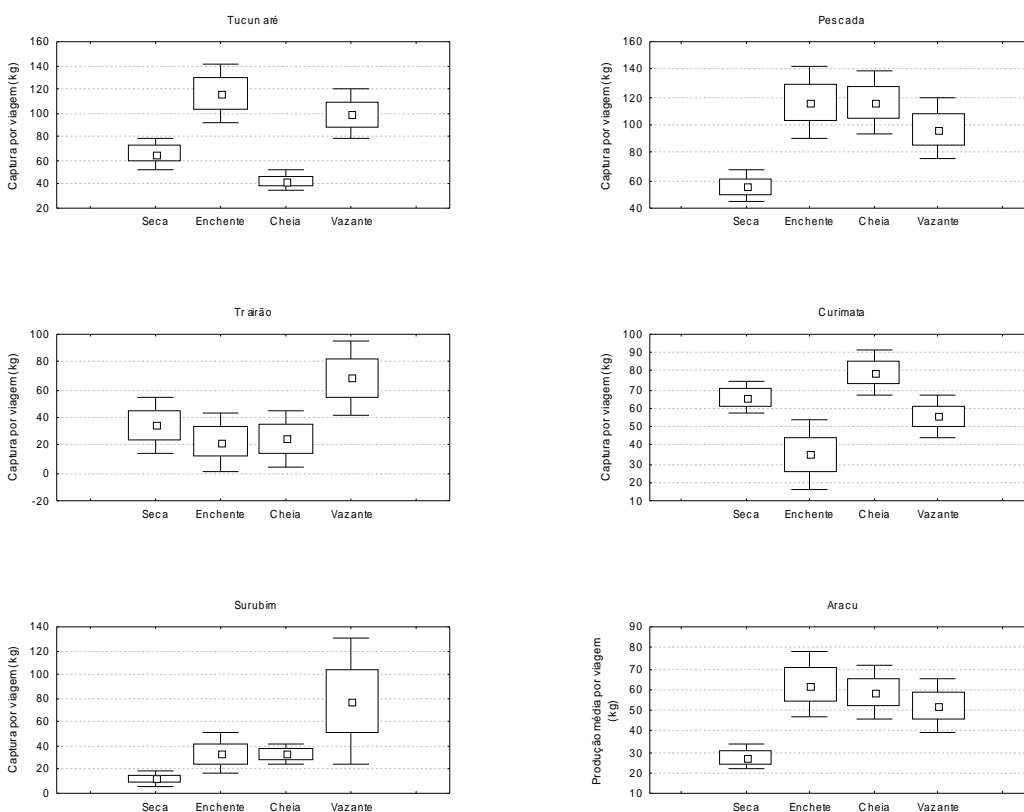 Tucunaré
Captura por viagem (kg)
160
140
120
100
80
60
40
20
Seca Enchente Cheia Vazante
Pescada
Captura por viagem (kg)
160
140
120
100
80
60
40
Seca Enchente Cheia Vazante
Trairão
Captura por viagem (kg)
100
80
60
40
20
0
-20
Seca Enchente Cheia Vazante
Curimata
Captura por viagem (kg)
100
90
80
70
60
50
40
30
20
10
Seca Enchente Cheia Vazante
Surubim
Captura por viagem (kg)
140
120
100
80
60
40
20
0
Seca Enchente Cheia Vazante
Aracu
Produção média por viagem
(kg)
90
80
70
60
50
40
30
20
10
Seca Enchete Cheia Vazante